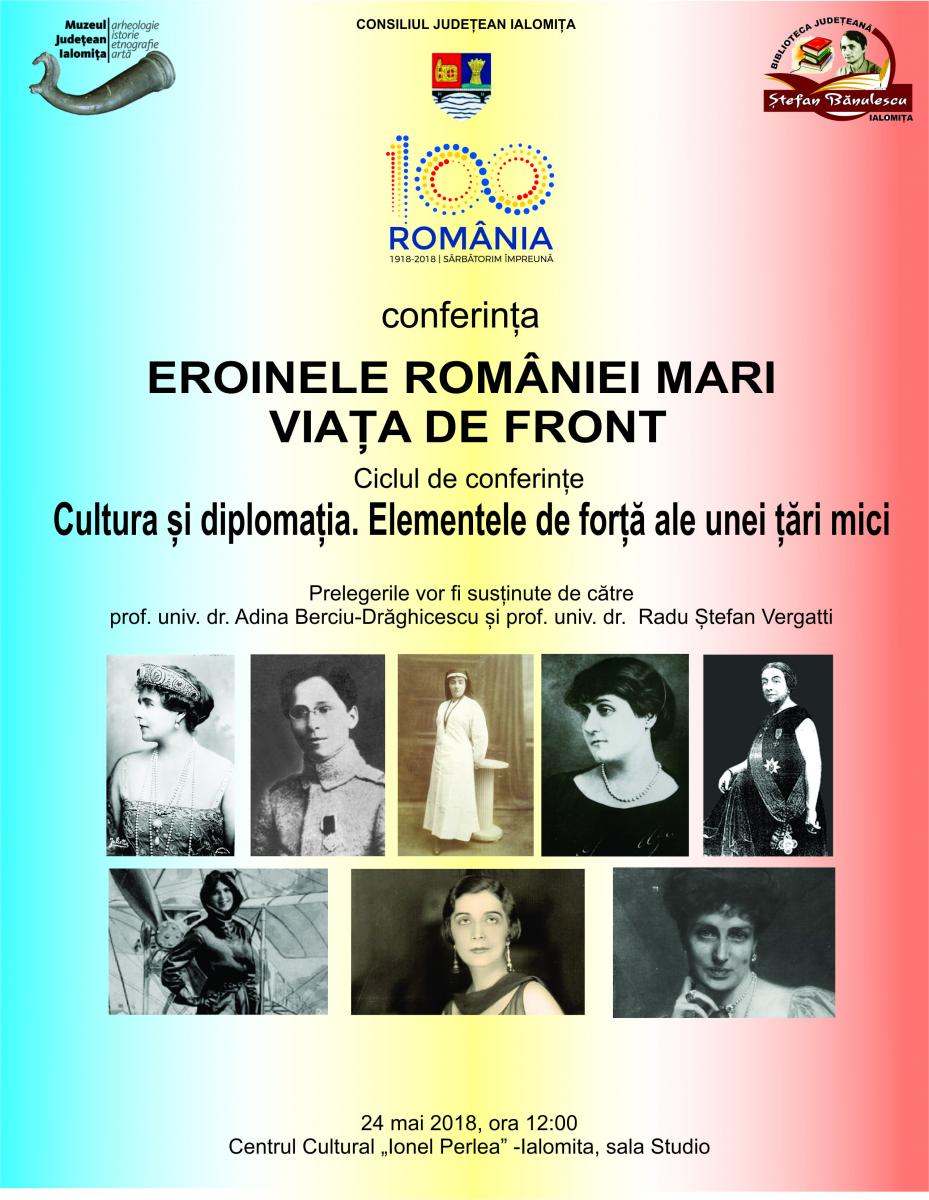 Muzeul
Județean
Ialomița
arheologie
istorie
etnografie
artă
CONSILIUL JUDEȚEAN IALOMIȚA
BIBLIOTECA JUDEȚEANĂ
Ștefan Bănulescu
IALOMIȚA
100
ROMÂNIA
1918-2018 | SĂRBĂTORIM ÎMPREUNĂ
conferința
EROINELE ROMÂNIEI MARI
VIAȚA DE FRONT
Ciclul de conferințe
Cultura și diplomația. Elementele de forță ale unei țări mici
Prelegerile vor fi susținute de către
prof. univ. dr. Adina Berciu-Drăghicescu și prof. univ. dr. Radu Ștefan Vergatti
24 mai 2018, ora 12:00
Centrul Cultural „Ionel Perlea” -Ialomita, sala Studio